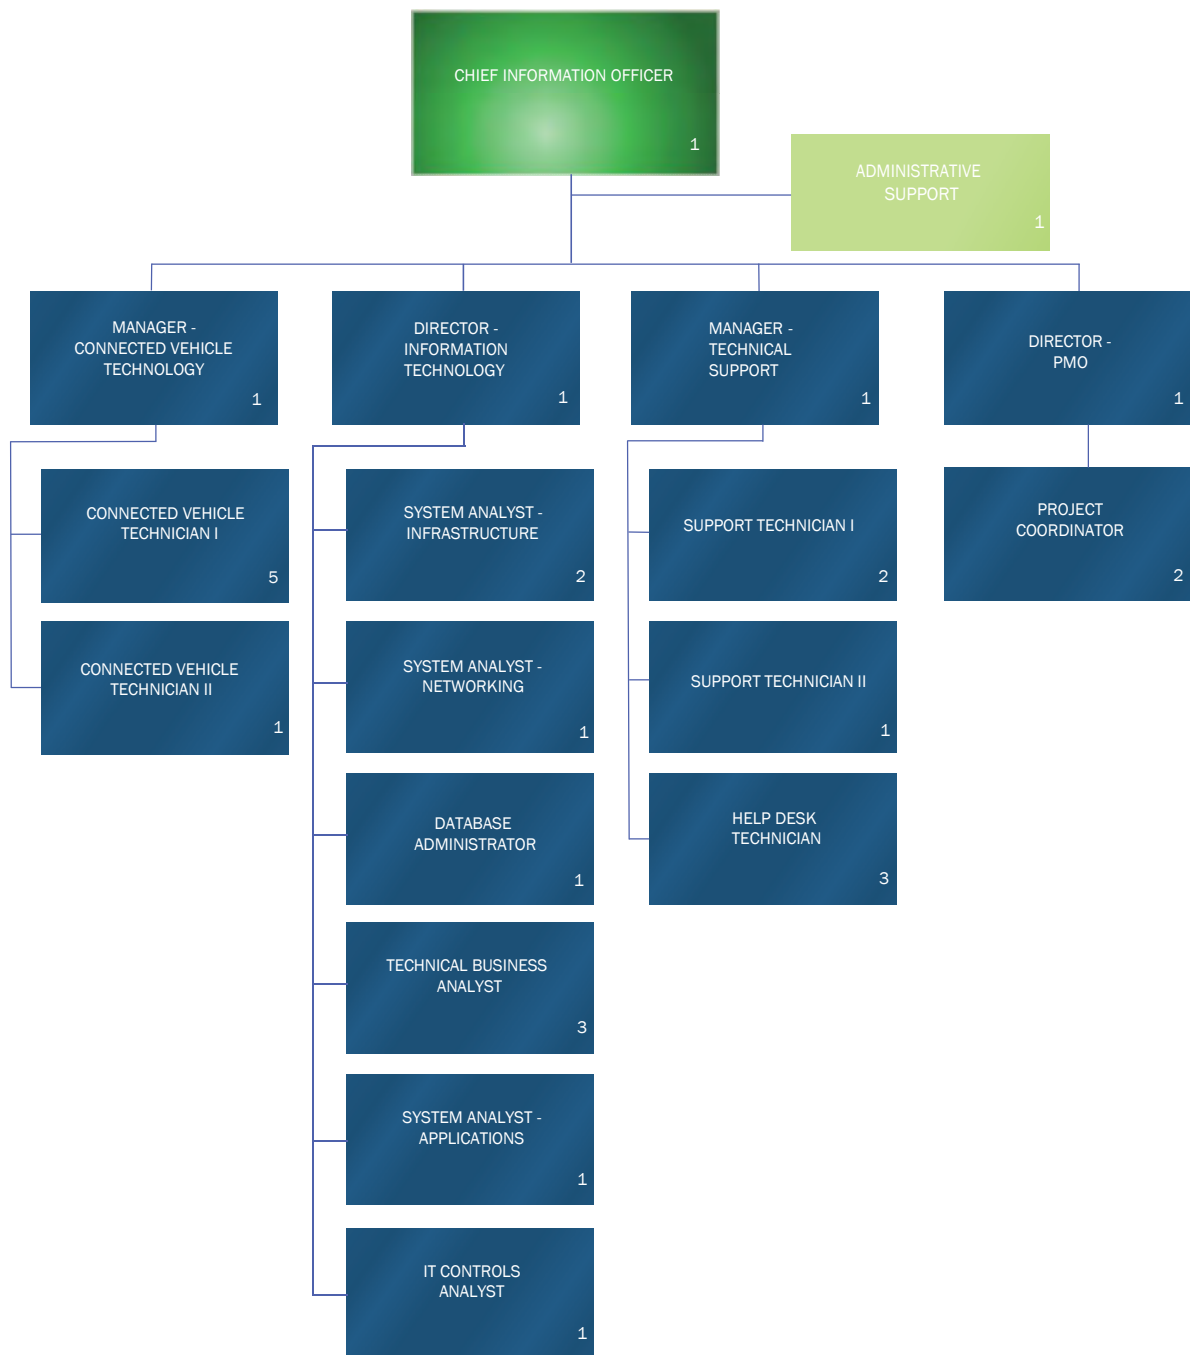 CHIEF INFORMATION OFFICER
1
ADMINISTRATIVE
SUPPORT
1
MANAGER -
CONNECTED VEHICLE
TECHNOLOGY
1
DIRECTOR -
INFORMATION
TECHNOLOGY
1
MANAGER -
TECHNICAL
SUPPORT
1
DIRECTOR -
PMO
1
CONNECTED VEHICLE
TECHNICIAN I
5
CONNECTED VEHICLE
TECHNICIAN II
1
SYSTEM ANALYST -
INFRASTRUCTURE
2
SYSTEM ANALYST -
NETWORKING
1
DATABASE
ADMINISTRATOR
1
TECHNICAL BUSINESS
ANALYST
3
SYSTEM ANALYST -
APPLICATIONS
1
IT CONTROLS
ANALYST
1
SUPPORT TECHNICIAN I
2
SUPPORT TECHNICIAN II
1
HELP DESK
TECHNICIAN
3
PROJECT
COORDINATOR
2